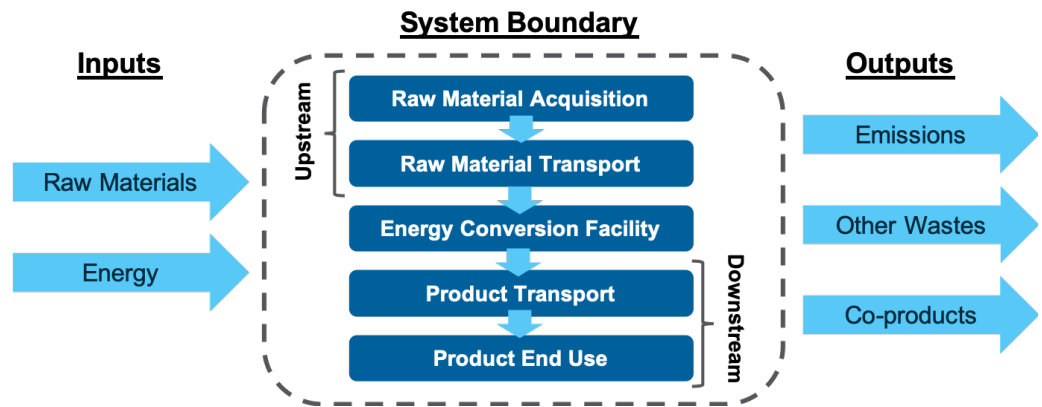 System Boundary
Inputs
Outputs
Upstream
Raw Material Acquisition
Raw Material Transport
Energy Conversion Facility
Product Transport
Product End Use
Downstream
Raw Materials
Energy
Emissions
Other Wastes
Co-products